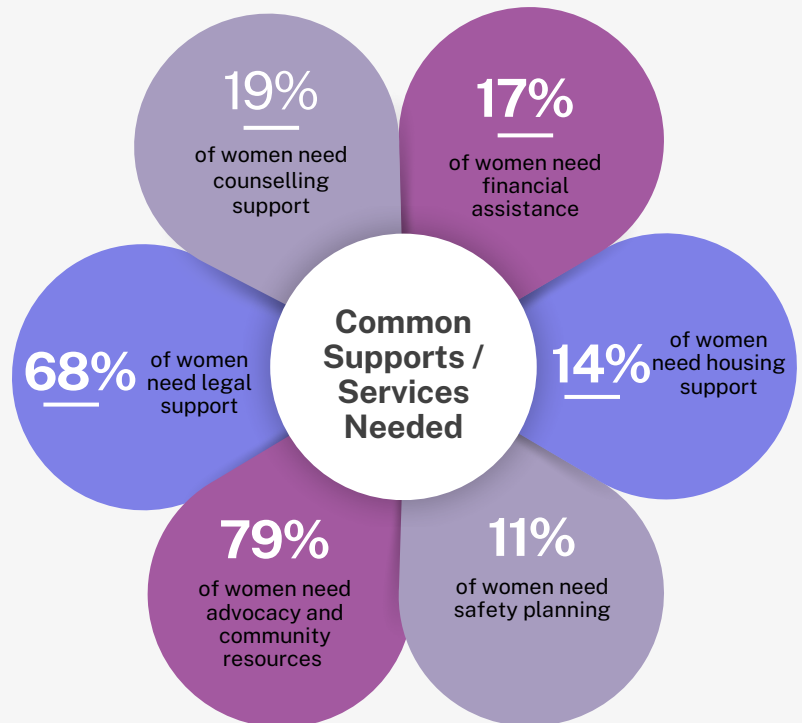 Common
Supports /
Services
Needed
19%
of women need
counselling
support
17%
of women need
financial
assistance
68%
of women
need legal
support
14%
of women
need housing
support
79%
of women need
advocacy and
community
resources
11%
of women need
safety planning